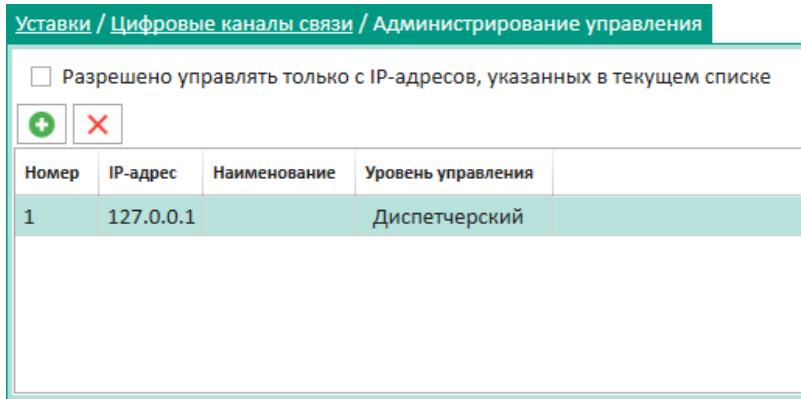 Уставки / Цифровые каналы связи / Администрирование управления
Разрешено управлять только с IP-адресов, указанных в текущем списке
Номер IP-адрес Наименование Уровень управления
1 127.0.0.1 Диспетчерский